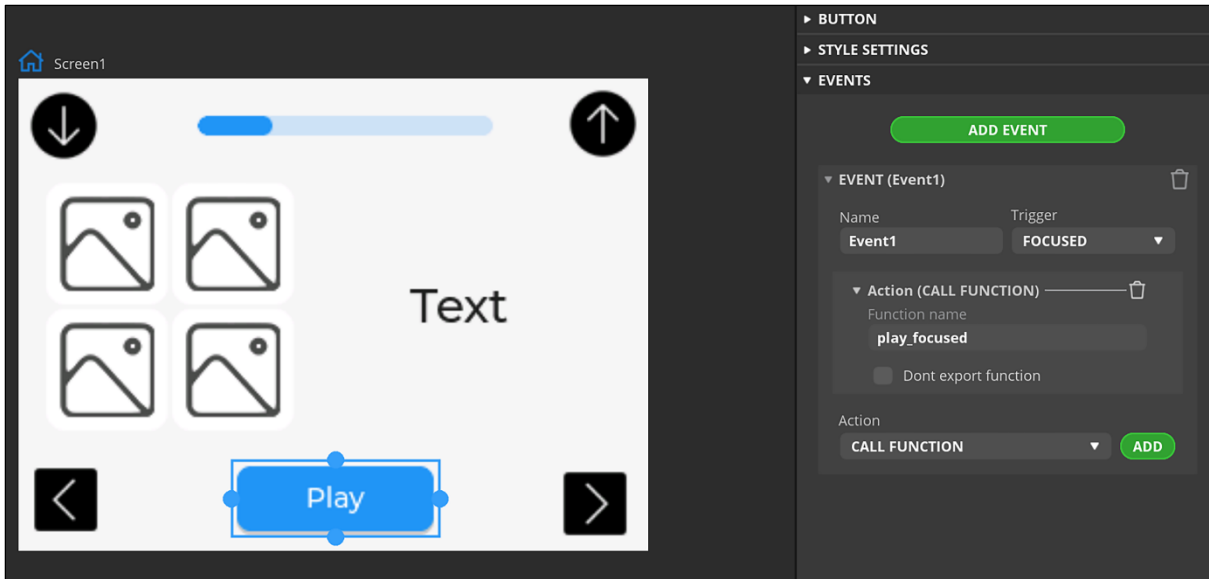 Screen1
Text
Play
BUTTON
STYLE SETTINGS
EVENTS
ADD EVENT
EVENT (Event1)
Name
Trigger
Event1
FOCUSED
Action (CALL FUNCTION)
Function name
play_focused
Dont export function
Action
CALL FUNCTION
ADD